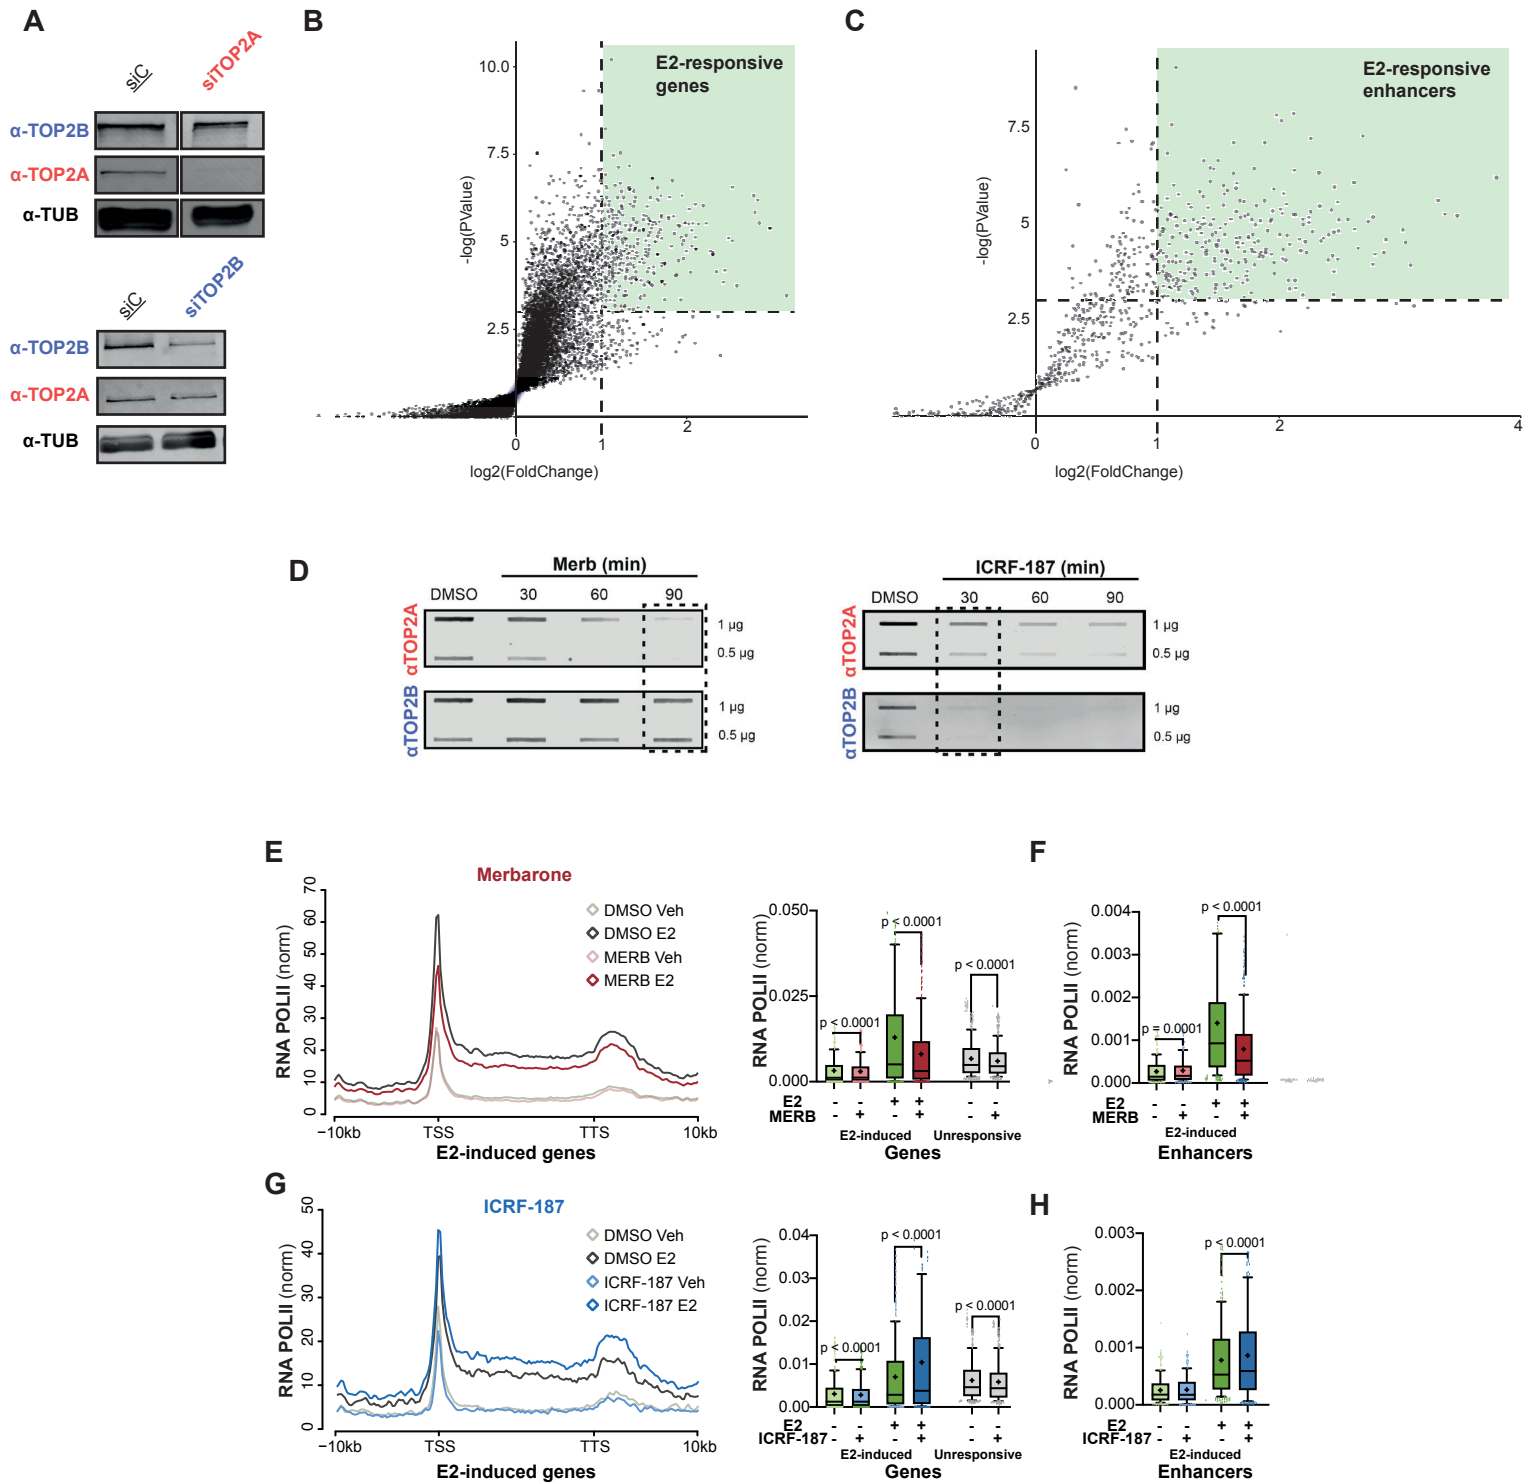 A
siC
siTOP2A
α-TOP2B
α-TOP2A
α-TUB
siC
siTOP2B
α-TOP2B
α-TOP2A
α-TUB
B
10.0
7.5
5
2.5
-log(PValue)
E2-responsive
genes
0
1
2
log2(FoldChange)
C
7.5
5
2.5
-log(PValue)
E2-responsive
enhancers
0
1
2
4
log2(FoldChange)
D
Merb (min)
DMSO 30 60 90
αTOP2A
1 µg
0.5 µg
αTOP2B
1 µg
0.5 µg
ICRF-187 (min)
DMSO 30 60 90
αTOP2A
1 µg
0.5 µg
αTOP2B
1 µg
0.5 µg
E
Merbarone
RNA POLII (norm)
70
60
50
40
30
20
10
0
DMSO Veh
DMSO E2
MERB Veh
MERB E2
−10kb TSS TTS 10kb
E2-induced genes
RNA POLII (norm)
0.050
0.025
0.000
p < 0.0001
p < 0.0001
p < 0.0001
E2 - - + +
MERB - + - + - +
E2-induced Unresponsive
Genes
F
RNA POLII (norm)
0.004
0.003
0.002
0.001
0.000
p = 0.0001
p < 0.0001
E2 - - + +
MERB - + - +
E2-induced
Enhancers
G
ICRF-187
RNA POLII (norm)
50
40
30
20
10
0
DMSO Veh
DMSO E2
ICRF-187 Veh
ICRF-187 E2
−10kb TSS TTS 10kb
E2-induced genes
RNA POLII (norm)
0.04
0.03
0.02
0.01
0.00
p < 0.0001
p < 0.0001
p < 0.0001
E2 - - + +
ICRF-187 - + - + - +
E2-induced Unresponsive
Genes
H
RNA POLII (norm)
0.003
0.002
0.001
0.000
p < 0.0001
E2 - - + +
ICRF-187 - + - +
E2-induced
Enhancers